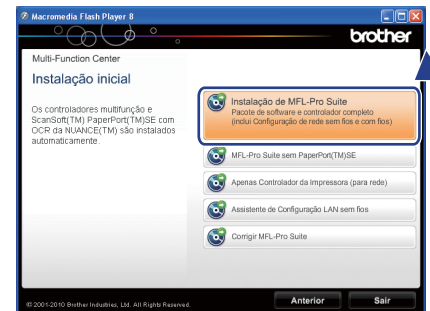 Macromedia Flash Player 8
brother
Multi-Function Center
Instalação inicial
Os controladores multifunção e
ScanSoft(TM) PaperPort(TM)SE com
OCR da NUANCE(TM) são instalados
automaticamente.
Instalação de MFL-Pro Suite
Pacote de software e controlador completo
(inclui Configuração de rede sem fios e com fios)
MFL-Pro Suite sem PaperPort(TM)SE
Apenas Controlador da Impressora (para rede)
Assistente de Configuração LAN sem fios
Corrigir MFL-Pro Suite
© 2001-2010 Brother Industries, Ltd. All Rights Reserved.
Anterior
Sair